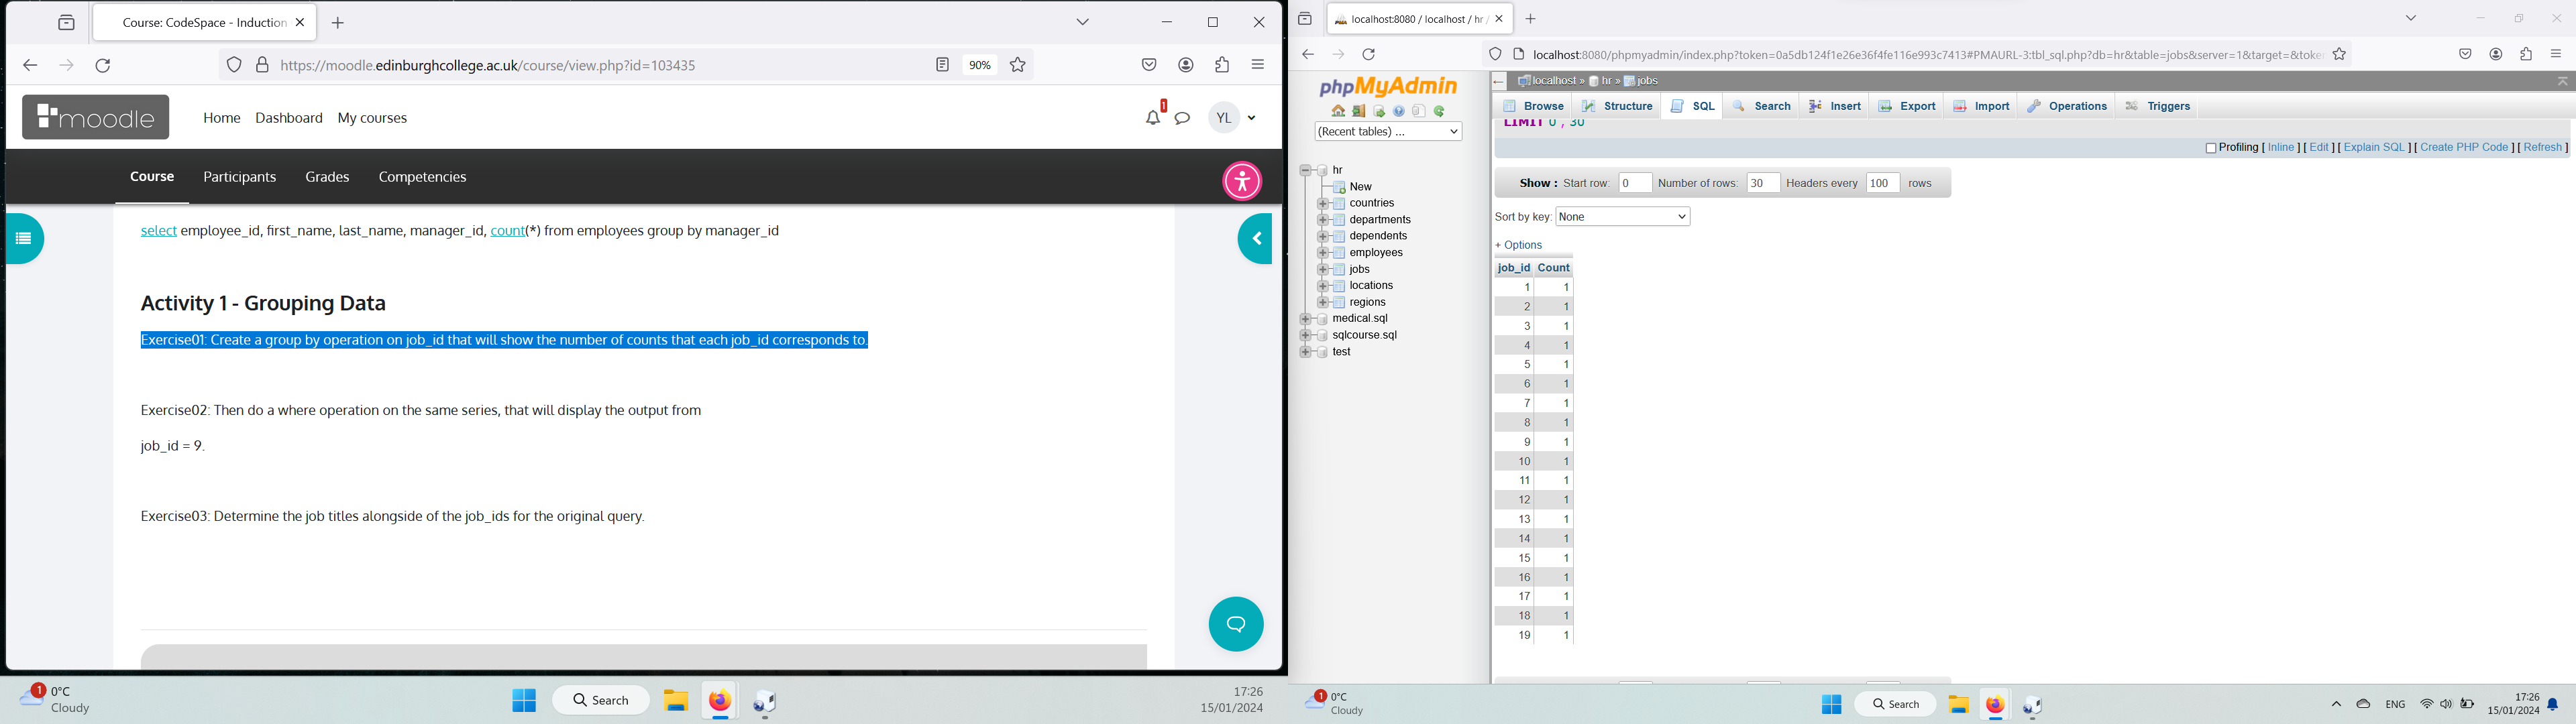 Course: CodeSpace - Induction
https://moodle.edinburghcollege.ac.uk/course/view.php?id=103435
90%
moodle
Home
Dashboard
My courses
1
YL
Course
Participants
Grades
Competencies
select employee_id, first_name, last_name, manager_id, count(*) from employees group by manager_id
Activity 1 - Grouping Data
Exercise01: Create a group by operation on job_id that will show the number of counts that each job_id corresponds to.
Exercise02: Then do a where operation on the same series, that will display the output from
job_id = 9.
Exercise03: Determine the job titles alongside of the job_ids for the original query.
1
0°C
Cloudy
Search
17:26
15/01/2024
localhost:8080 / localhost / hr /
localhost:8080/phpmyadmin/index.php?token=0a5db124f1e26e36f4fe116e993c7413#PMAURL-3:tbl_sql.php?db=hr&table=jobs&server=1&target=&token
phpMyAdmin
(Recent tables) ...
hr
New
countries
departments
dependents
employees
jobs
locations
regions
medical.sql
sqlcourse.sql
test
localhost » hr » jobs
Browse
Structure
SQL
Search
Insert
Export
Import
Operations
Triggers
LIMIT 0 , 30
Profiling [ Inline ] [ Edit ] [ Explain SQL ] [ Create PHP Code ] [ Refresh ]
Show : Start row: 0 Number of rows: 30 Headers every 100 rows
Sort by key: None
+ Options
job_id Count
1 1
2 1
3 1
4 1
5 1
6 1
7 1
8 1
9 1
10 1
11 1
12 1
13 1
14 1
15 1
16 1
17 1
18 1
19 1
1
0°C
Cloudy
Search
ENG
17:26
15/01/2024